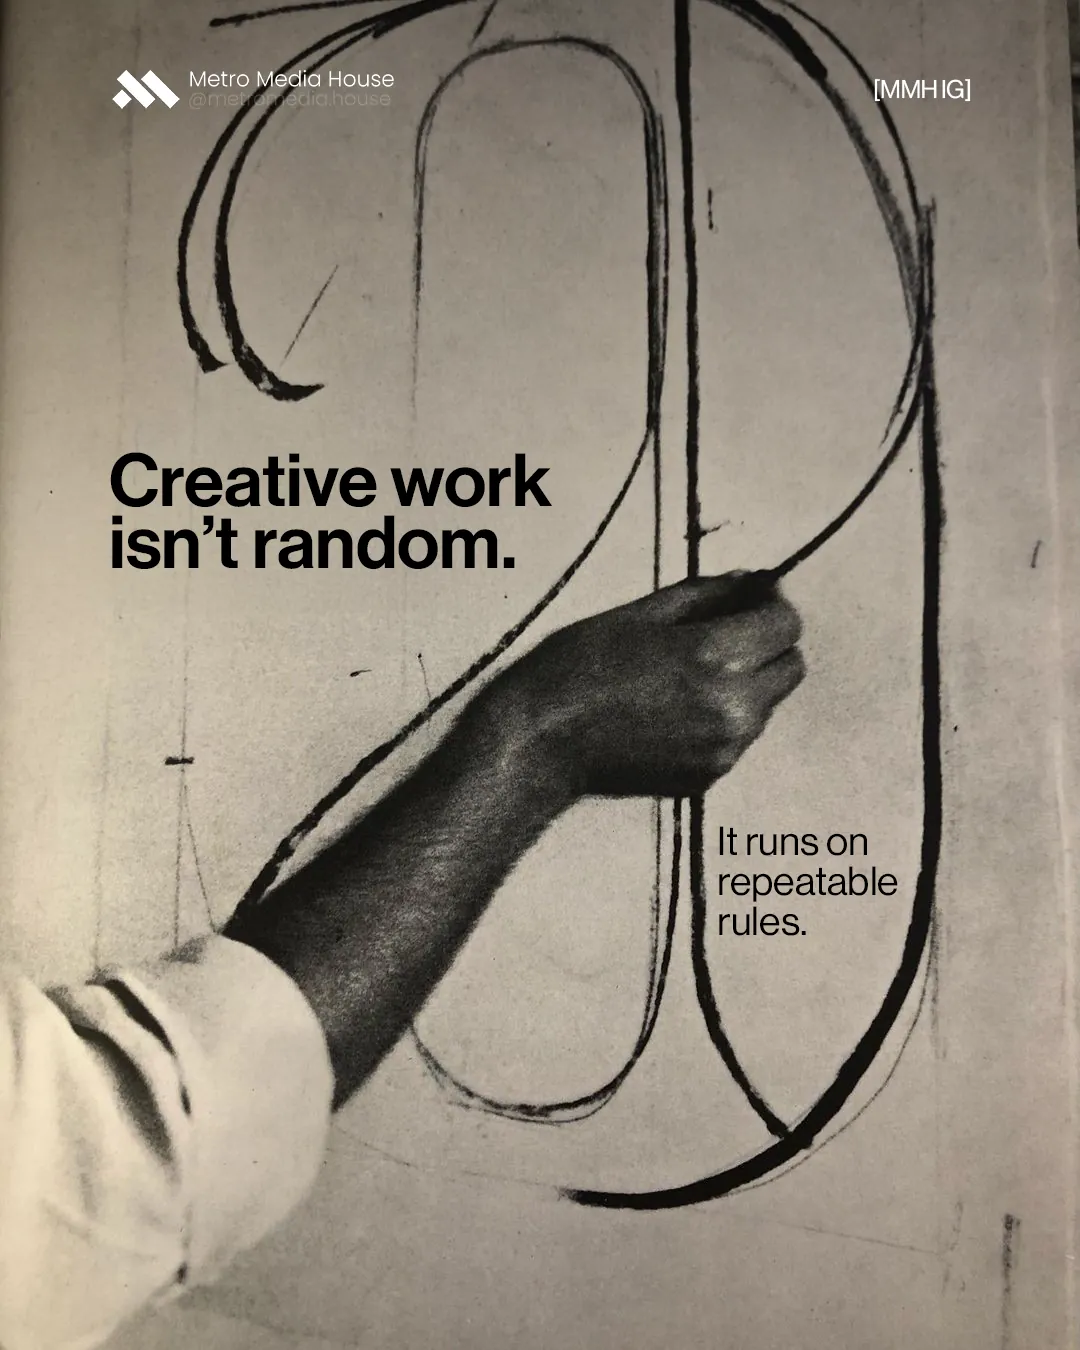 Metro Media House
@metromedia.house
[MMH IG]
Creative work
isn’t random.
It runs on
repeatable
rules.